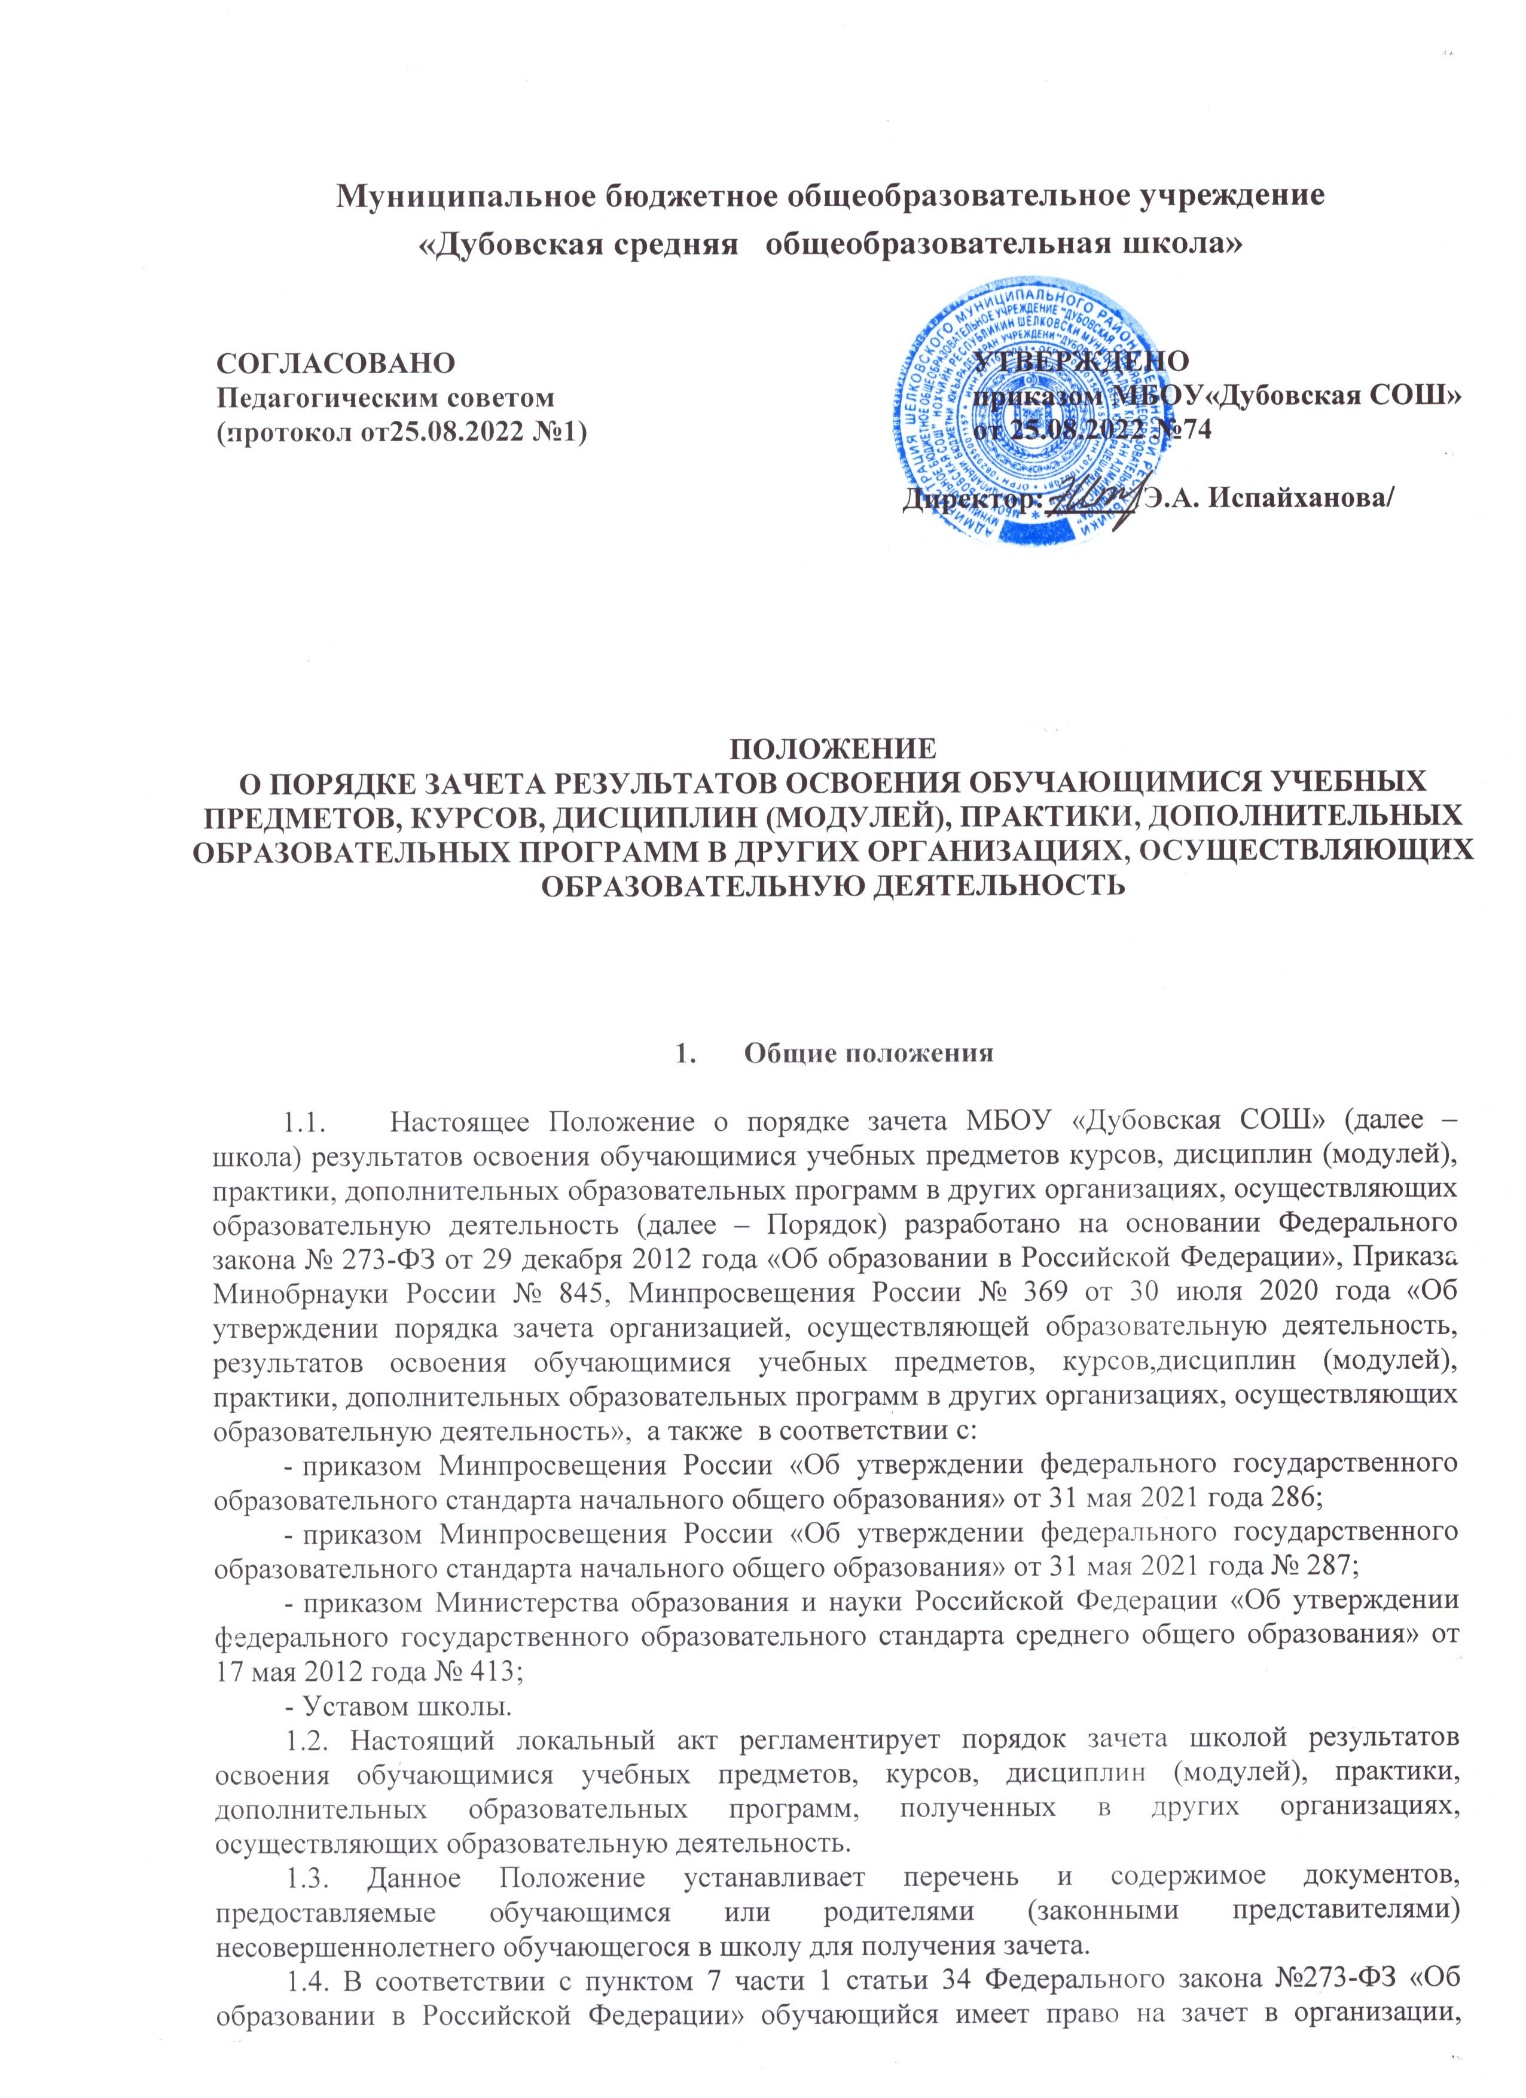 Муниципальное бюджетное общеобразовательное учреждение
«Дубовская средняя общеобразовательная школа»
СОГЛАСОВАНО
Педагогическим советом
(протокол от25.08.2022 №1)
УТВЕРЖДЕНО
приказом МБОУ«Дубовская СОШ»
от 25.08.2022 №74
Директор: /Э.А. Испайханова/
ПОЛОЖЕНИЕ
О ПОРЯДКЕ ЗАЧЕТА РЕЗУЛЬТАТОВ ОСВОЕНИЯ ОБУЧАЮЩИМИСЯ УЧЕБНЫХ
ПРЕДМЕТОВ, КУРСОВ, ДИСЦИПЛИН (МОДУЛЕЙ), ПРАКТИКИ, ДОПОЛНИТЕЛЬНЫХ
ОБРАЗОВАТЕЛЬНЫХ ПРОГРАММ В ДРУГИХ ОРГАНИЗАЦИЯХ, ОСУЩЕСТВЛЯЮЩИХ
ОБРАЗОВАТЕЛЬНУЮ ДЕЯТЕЛЬНОСТЬ
1. Общие положения
1.1. Настоящее Положение о порядке зачета МБОУ «Дубовская СОШ» (далее –
школа) результатов освоения обучающимися учебных предметов курсов, дисциплин (модулей),
практики, дополнительных образовательных программ в других организациях, осуществляющих
образовательную деятельность (далее – Порядок) разработано на основании Федерального
закона № 273-ФЗ от 29 декабря 2012 года «Об образовании в Российской Федерации», Приказа
Минобрнауки России № 845, Минпросвещения России № 369 от 30 июля 2020 года «Об
утверждении порядка зачета организацией, осуществляющей образовательную деятельность,
результатов освоения обучающимися учебных предметов, курсов,дисциплин (модулей),
практики, дополнительных образовательных программ в других организациях, осуществляющих
образовательную деятельность», а также в соответствии с:
- приказом Минпросвещения России «Об утверждении федерального государственного
образовательного стандарта начального общего образования» от 31 мая 2021 года 286;
- приказом Минпросвещения России «Об утверждении федерального государственного
образовательного стандарта начального общего образования» от 31 мая 2021 года № 287;
- приказом Министерства образования и науки Российской Федерации «Об утверждении
федерального государственного образовательного стандарта среднего общего образования» от
17 мая 2012 года № 413;
- Уставом школы.
1.2. Настоящий локальный акт регламентирует порядок зачета школой результатов
освоения обучающимися учебных предметов, курсов, дисциплин (модулей), практики,
дополнительных образовательных программ, полученных в других организациях,
осуществляющих образовательную деятельность.
1.3. Данное Положение устанавливает перечень и содержимое документов,
предоставляемые обучающимся или родителями (законными представителями)
несовершеннолетнего обучающегося в школу для получения зачета.
1.4. В соответствии с пунктом 7 части 1 статьи 34 Федерального закона №273-ФЗ «Об
образовании в Российской Федерации» обучающийся имеет право на зачет в организации,